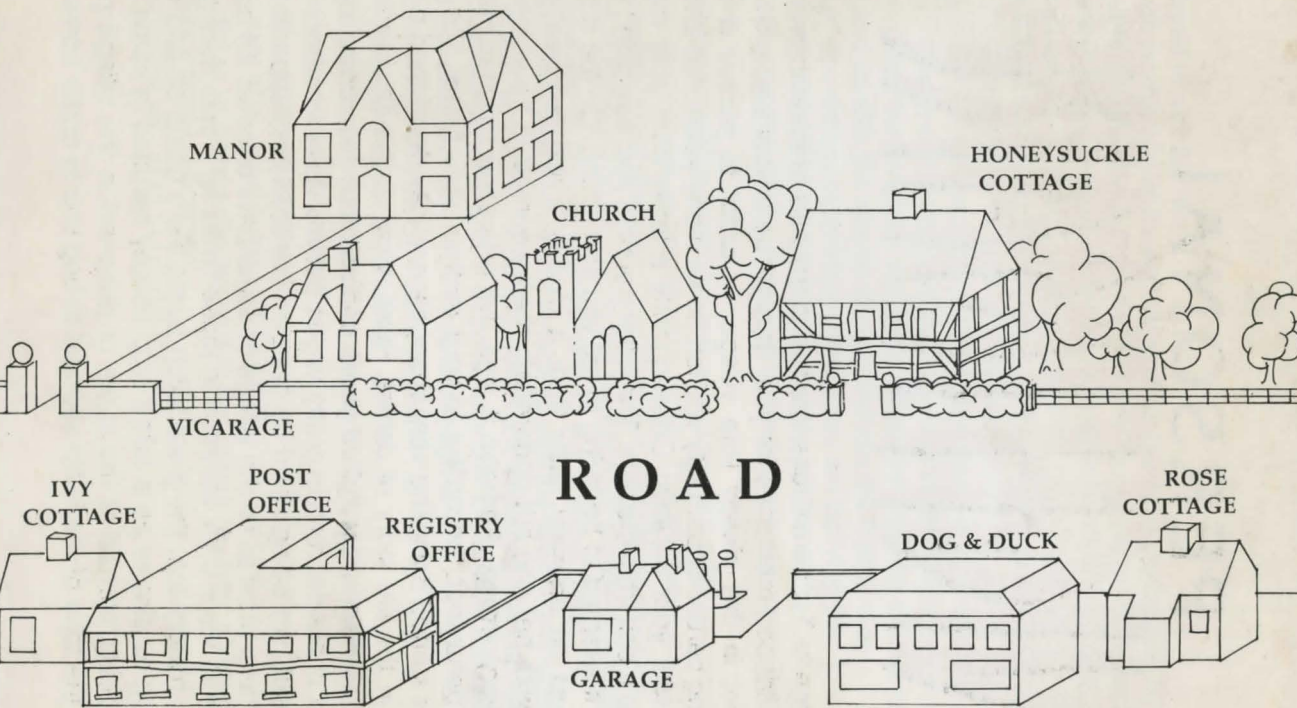 MANOR
HONEYSUCKLE
COTTAGE
CHURCH
VICARAGE
ROAD
IVY
COTTAGE
POST
OFFICE
REGISTRY
OFFICE
DOG & DUCK
ROSE
COTTAGE
GARAGE